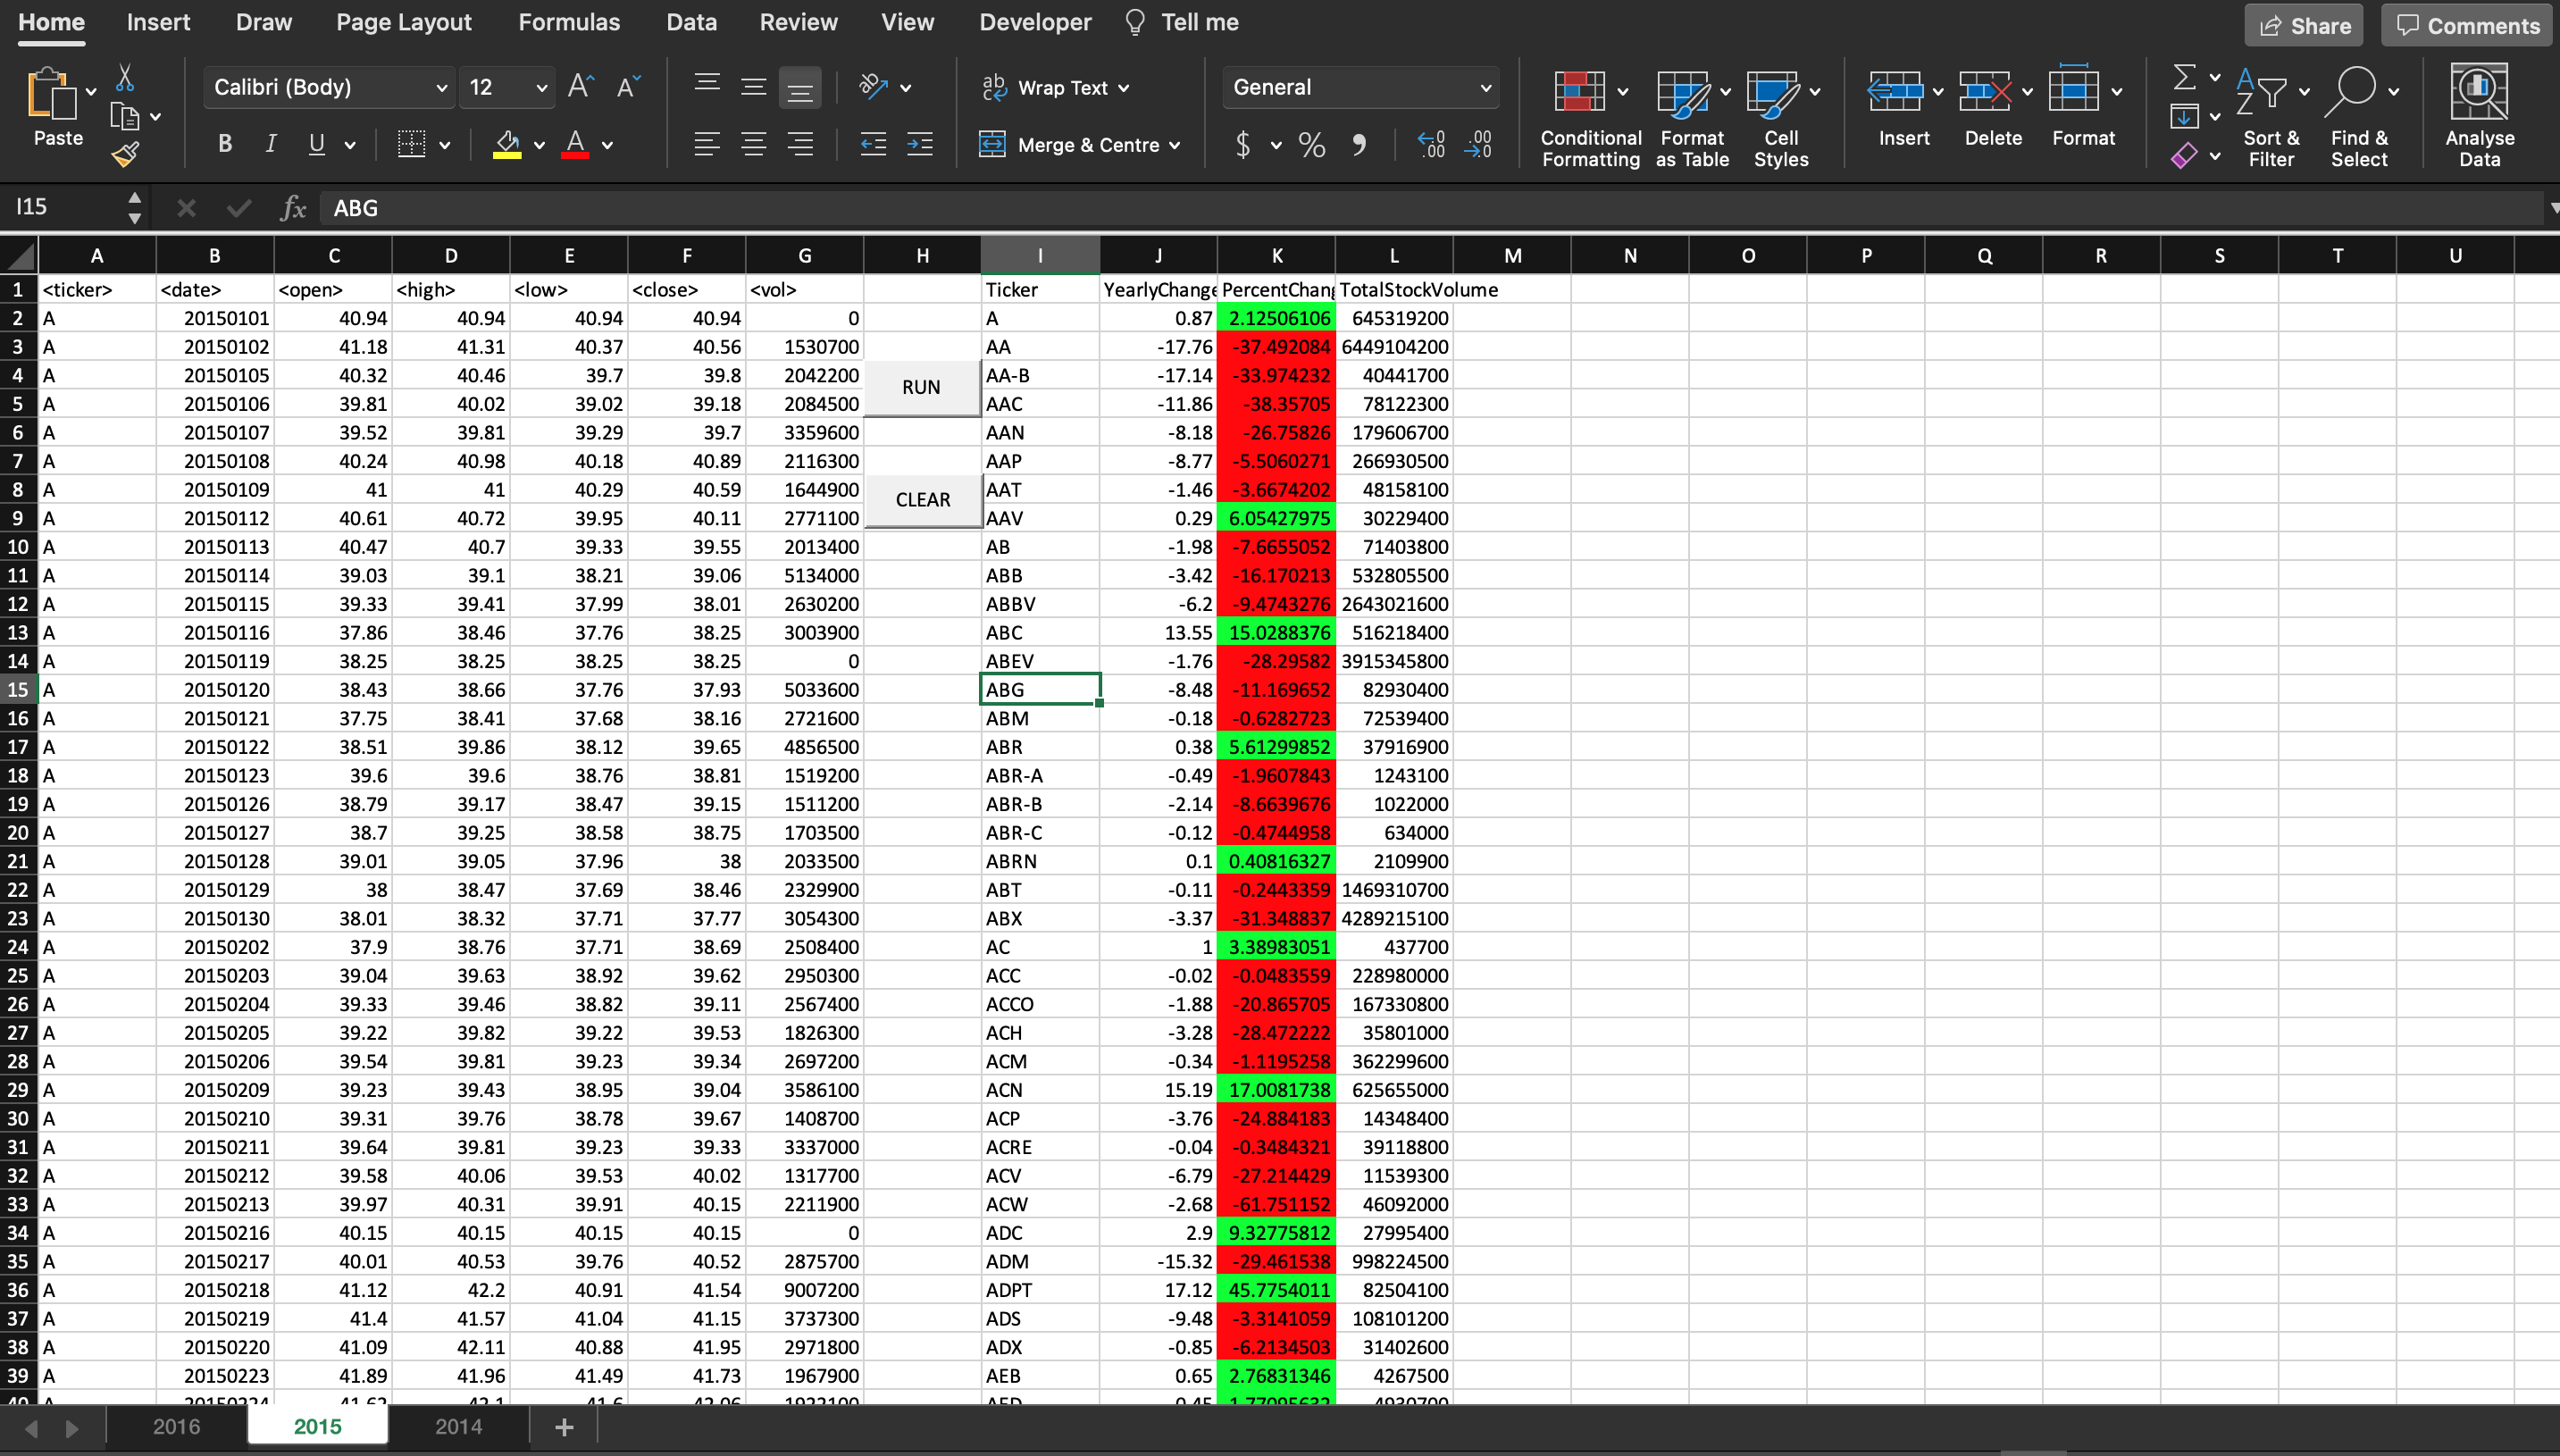 Home Insert Draw Page Layout Formulas Data Review View Developer Tell me Share Comments
Paste Calibri (Body) 12 Wrap Text General
B I U Merge & Centre $ %
Conditional Formatting Format as Table Cell Styles Insert Delete Format Sort & Filter Find & Select Analyse Data
I15 fx ABG
A B C D E F G H I J K L M N O P Q R S T U
1 <ticker> <date> <open> <high> <low> <close> <vol> Ticker YearlyChange PercentChang TotalStockVolume
2 A 20150101 40.94 40.94 40.94 40.94 0 A 0.87 2.12506106 645319200
3 A 20150102 41.18 41.31 40.37 40.56 1530700 AA -17.76 -37.492084 6449104200
4 A 20150105 40.32 40.46 39.7 39.8 2042200 RUN AA-B -17.14 -33.974232 40441700
5 A 20150106 39.81 40.02 39.02 39.18 2084500 AAC -11.86 -38.35705 78122300
6 A 20150107 39.52 39.81 39.29 39.7 3359600 AAN -8.18 -26.75826 179606700
7 A 20150108 40.24 40.98 40.18 40.89 2116300 AAP -8.77 -5.5060271 266930500
8 A 20150109 41 41 40.29 40.59 1644900 CLEAR AAT -1.46 -3.6674202 48158100
9 A 20150112 40.61 40.72 39.95 40.11 2771100 AAV 0.29 6.05427975 30229400
10 A 20150113 40.47 40.7 39.33 39.55 2013400 AB -1.98 -7.6655052 71403800
11 A 20150114 39.03 39.1 38.21 39.06 5134000 ABB -3.42 -16.170213 532805500
12 A 20150115 39.33 39.41 37.99 38.01 2630200 ABBV -6.2 -9.4743276 2643021600
13 A 20150116 37.86 38.46 37.76 38.25 3003900 ABC 13.55 15.0288376 516218400
14 A 20150119 38.25 38.25 38.25 38.25 0 ABEV -1.76 -28.29582 3915345800
15 A 20150120 38.43 38.66 37.76 37.93 5033600 ABG -8.48 -11.169652 82930400
16 A 20150121 37.75 38.41 37.68 38.16 2721600 ABM -0.18 -0.6282723 72539400
17 A 20150122 38.51 39.86 38.12 39.65 4856500 ABR 0.38 5.61299852 37916900
18 A 20150123 39.6 39.6 38.76 38.81 1519200 ABR-A -0.49 -1.9607843 1243100
19 A 20150126 38.79 39.17 38.47 39.15 1511200 ABR-B -2.14 -8.6639676 1022000
20 A 20150127 38.7 39.25 38.58 38.75 1703500 ABR-C -0.12 -0.4744958 634000
21 A 20150128 39.01 39.05 37.96 38 2033500 ABRN 0.1 0.40816327 2109900
22 A 20150129 38 38.47 37.69 38.46 2329900 ABT -0.11 -0.2443359 1469310700
23 A 20150130 38.01 38.32 37.71 37.77 3054300 ABX -3.37 -31.348837 4289215100
24 A 20150202 37.9 38.76 37.71 38.69 2508400 AC 1 3.38983051 437700
25 A 20150203 39.04 39.63 38.92 39.62 2950300 ACC -0.02 -0.0483559 228980000
26 A 20150204 39.33 39.46 38.82 39.11 2567400 ACCO -1.88 -20.865705 167330800
27 A 20150205 39.22 39.82 39.22 39.53 1826300 ACH -3.28 -28.472222 35801000
28 A 20150206 39.54 39.81 39.23 39.34 2697200 ACM -0.34 -1.1195258 362299600
29 A 20150209 39.23 39.43 38.95 39.04 3586100 ACN 15.19 17.0081738 625655000
30 A 20150210 39.31 39.76 38.78 39.67 1408700 ACP -3.76 -24.884183 14348400
31 A 20150211 39.64 39.81 39.23 39.33 3337000 ACRE -0.04 -0.3484321 39118800
32 A 20150212 39.58 40.06 39.53 40.02 1317700 ACV -6.79 -27.214429 11539300
33 A 20150213 39.97 40.31 39.91 40.15 2211900 ACW -2.68 -61.751152 46092000
34 A 20150216 40.15 40.15 40.15 40.15 0 ADC 2.9 9.32775812 27995400
35 A 20150217 40.01 40.53 39.76 40.52 2875700 ADM -15.32 -29.461538 998224500
36 A 20150218 41.12 42.2 40.91 41.54 9007200 ADPT 17.12 45.7754011 82504100
37 A 20150219 41.4 41.57 41.04 41.15 3737300 ADS -9.48 -3.3141059 108101200
38 A 20150220 41.09 42.11 40.88 41.95 2971800 ADX -0.85 -6.2134503 31402600
39 A 20150223 41.89 41.96 41.49 41.73 1967900 AEB 0.65 2.76831346 4267500
2016 2015 2014